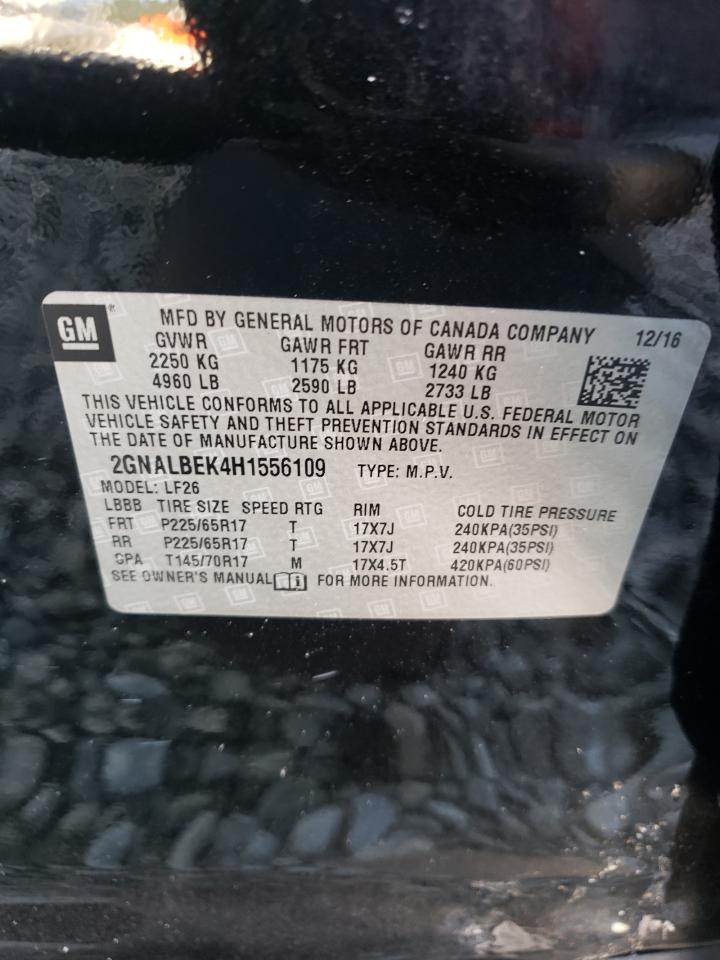 GM®
MFD BY GENERAL MOTORS OF CANADA COMPANY 12/16
GVWR GAWR FRT GAWR RR
2250 KG 1175 KG 1240 KG
4960 LB 2590 LB 2733 LB
THIS VEHICLE CONFORMS TO ALL APPLICABLE U.S. FEDERAL MOTOR
VEHICLE SAFETY AND THEFT PREVENTION STANDARDS IN EFFECT ON
THE DATE OF MANUFACTURE SHOWN ABOVE.
2GNALBEK4H1556109 TYPE: M.P.V.
MODEL: LF26
LBBB TIRE SIZE SPEED RTG RIM COLD TIRE PRESSURE
FRT P225/65R17 T 17X7J 240KPA(35PSI)
RR P225/65R17 T 17X7J 240KPA(35PSI)
SPA T145/70R17 M 17X4.5T 420KPA(60PSI)
SEE OWNER'S MANUAL FOR MORE INFORMATION.